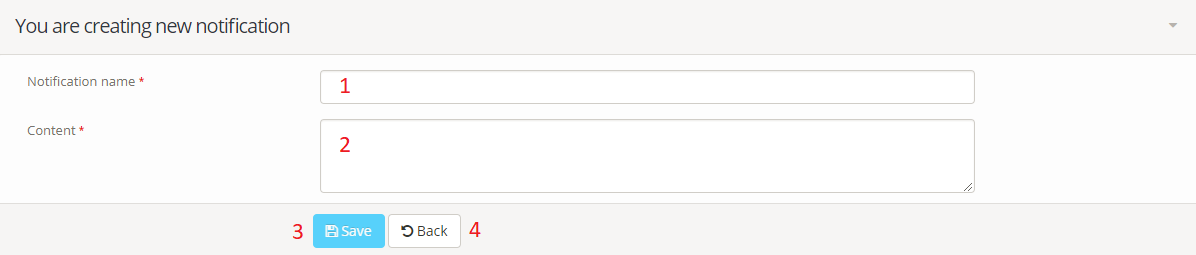 You are creating new notification
Notification name * 1
Content * 2
3 Save Back 4